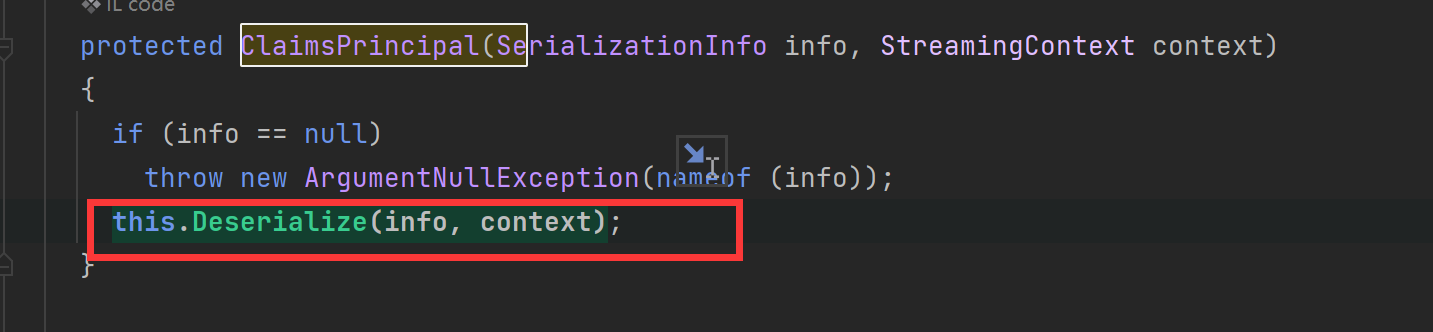 IL code
protected ClaimsPrincipal(SerializationInfo info, StreamingContext context)
{
if (info == null)
throw new ArgumentNullException(nameof (info));
this.Deserialize(info, context);
}